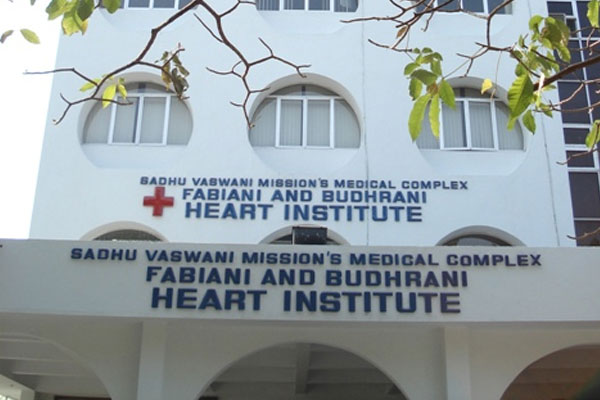 SADHU VASWANI MISSION'S MEDICAL COMPLEX
FABIANI AND BUDHRANI
HEART INSTITUTE
SADHU VASWANI MISSION'S MEDICAL COMPLEX
FABIANI AND BUDHRANI
HEART INSTITUTE